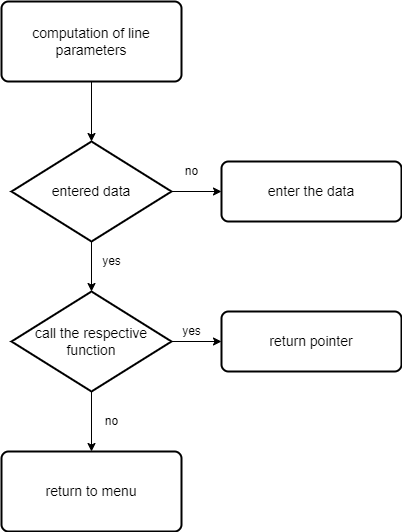 computation of line
parameters
entered data
no
enter the data
yes
call the respective
function
yes
return pointer
no
return to menu